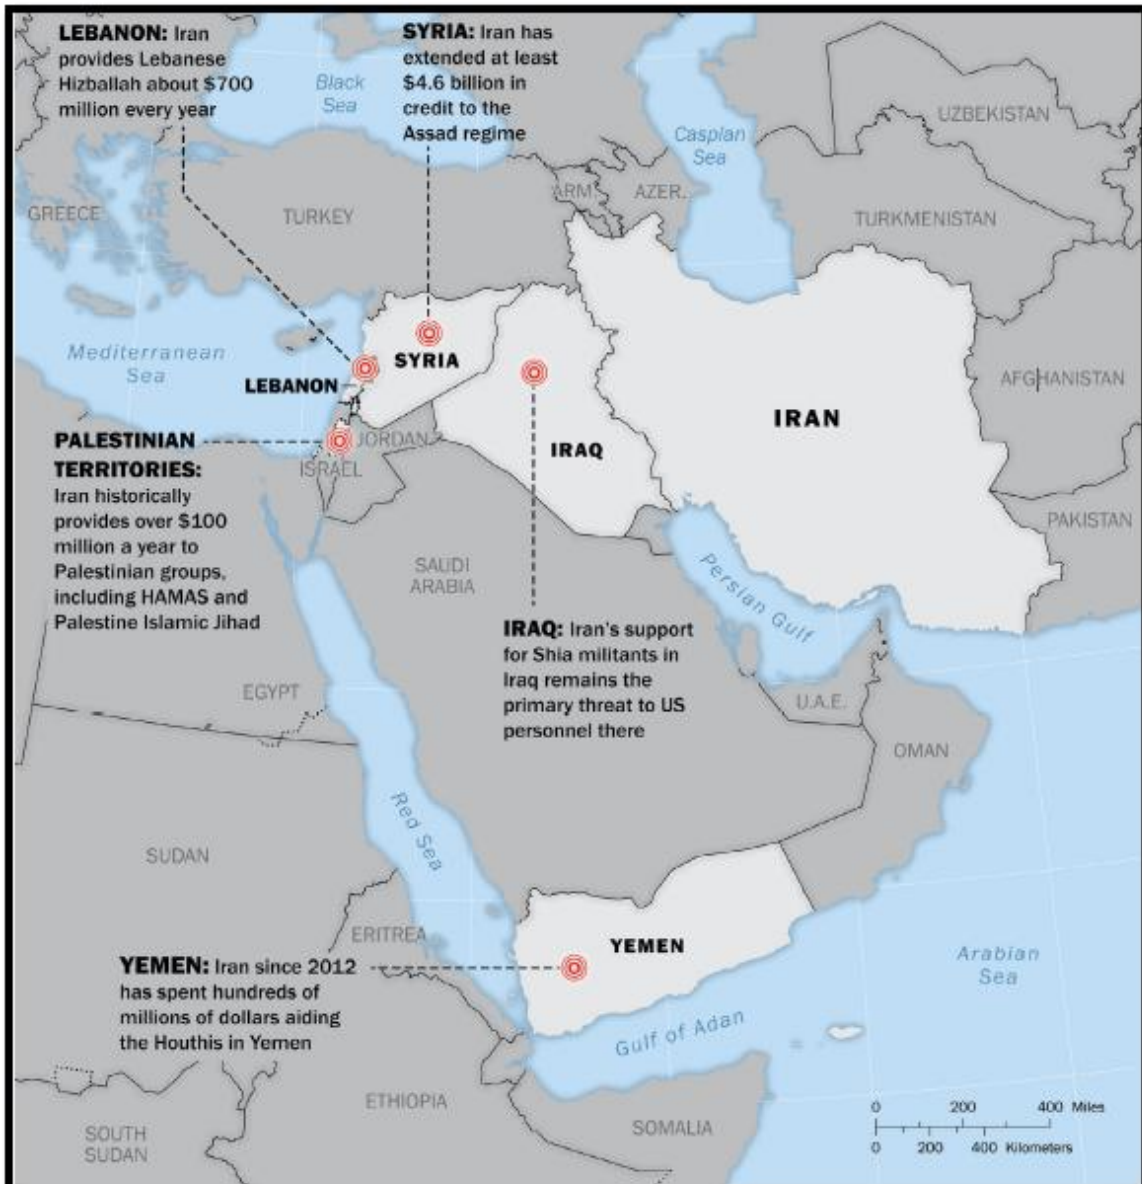 LEBANON: Iran
provides Lebanese
Hizballah about $700
million every year
SYRIA: Iran has
extended at least
$4.6 billion in
credit to the
Assad regime
Black
Sea
Caspian
Sea
UZBEKISTAN
GREECE
TURKEY
ARM.
AZER.
TURKMENISTAN
Mediterranean
Sea
SYRIA
LEBANON
AFGHANISTAN
IRAN
PALESTINIAN
TERRITORIES:
Iran historically
provides over $100
million a year to
Palestinian groups,
including HAMAS and
Palestine Islamic Jihad
JORDAN
ISRAEL
IRAQ
PAKISTAN
SAUDI
ARABIA
Persian Gulf
IRAQ: Iran's support
for Shia militants in
Iraq remains the
primary threat to US
personnel there
EGYPT
U.A.E.
OMAN
Red Sea
SUDAN
ERITREA
YEMEN
YEMEN: Iran since 2012
has spent hundreds of
millions of dollars aiding
the Houthis in Yemen
Arabian
Sea
Gulf of Adan
ETHIOPIA
SOMALIA
SOUTH
SUDAN
0 200 400 Miles
0 200 400 Kilometers